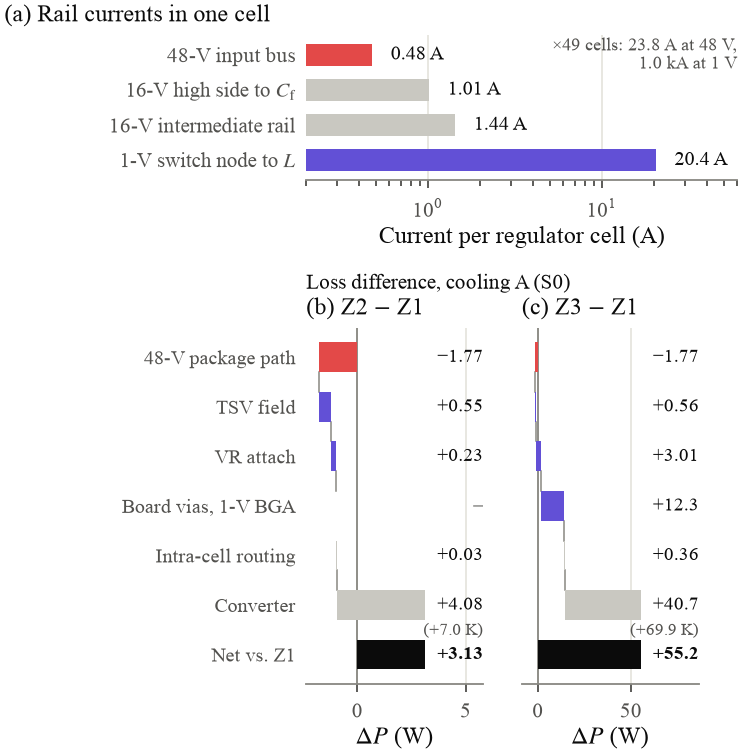 (a) Rail currents in one cell
48-V input bus
0.48 A
×49 cells: 23.8 A at 48 V,
1.0 kA at 1 V
16-V high side to Cf
1.01 A
16-V intermediate rail
1.44 A
1-V switch node to L
20.4 A
10⁰ 10¹
Current per regulator cell (A)
Loss difference, cooling A (S0)
(b) Z2 − Z1 (c) Z3 − Z1
48-V package path −1.77 −1.77
TSV field +0.55 +0.56
VR attach +0.23 +3.01
Board vias, 1-V BGA – +12.3
Intra-cell routing +0.03 +0.36
Converter +4.08 +40.7
(+7.0 K) (+69.9 K)
Net vs. Z1 +3.13 +55.2
0 5 0 50
ΔP (W) ΔP (W)